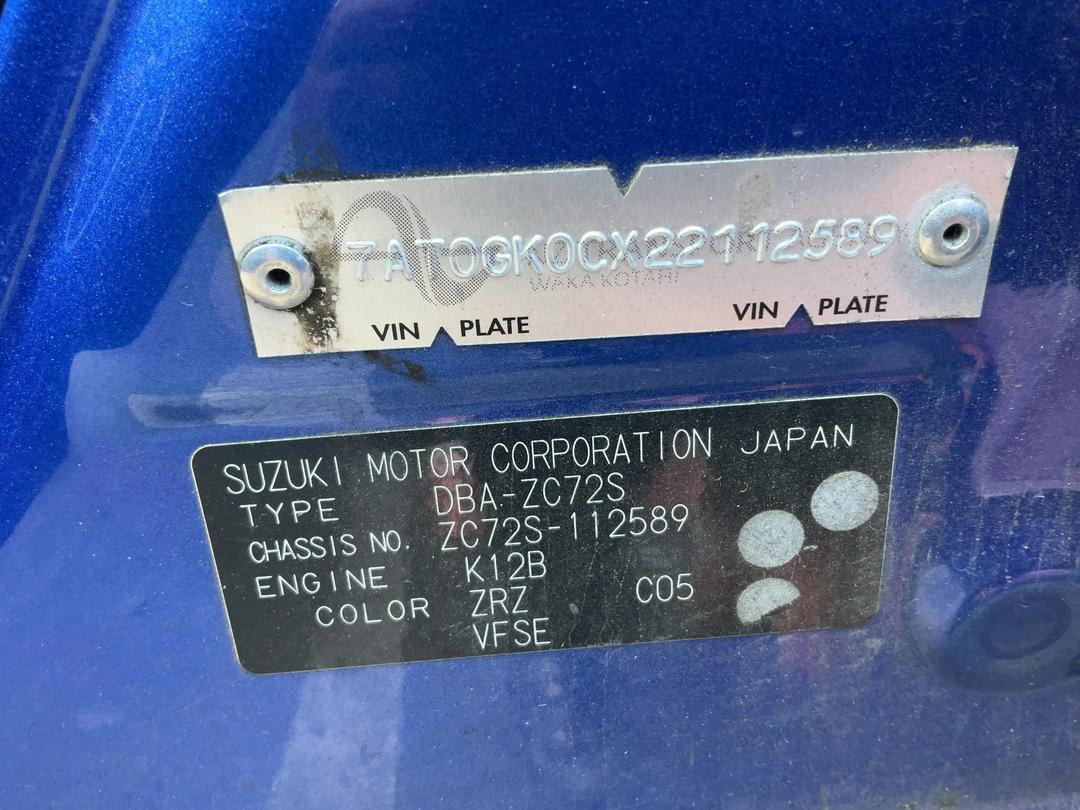 7AT0GK0CX22112589
WAKA KOTAHI
VIN PLATE VIN PLATE
SUZUKI MOTOR CORPORATION JAPAN
TYPE DBA-ZC72S
CHASSIS NO. ZC72S-112589
ENGINE K12B
COLOR ZRZ C05
VFSE